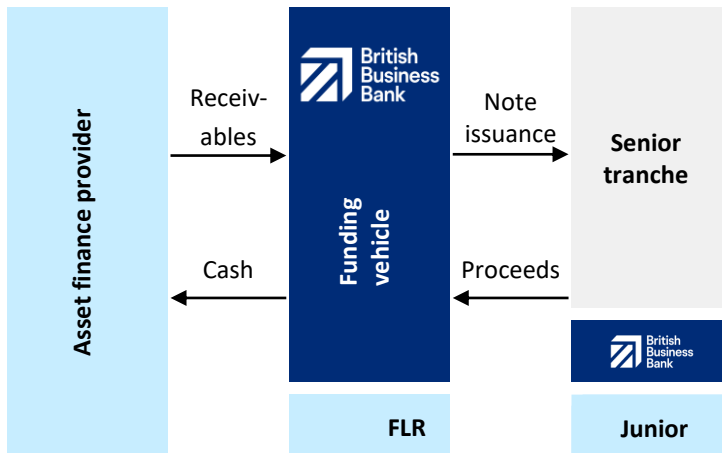 Asset finance provider
Receiv-
ables
Cash
British
Business
Bank
Funding
vehicle
FLR
Note
issuance
Proceeds
Senior
tranche
British
Business
Bank
Junior